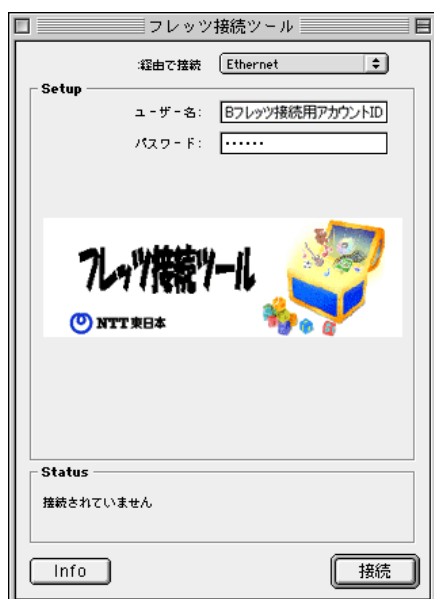 フレッツ接続ツール
:経由で接続 Ethernet
Setup
ユーザー名: Bフレッツ接続用アカウントID
パスワード: ••••••
フレッツ接続ツール
NTT東日本
Status
接続されていません
Info 接続